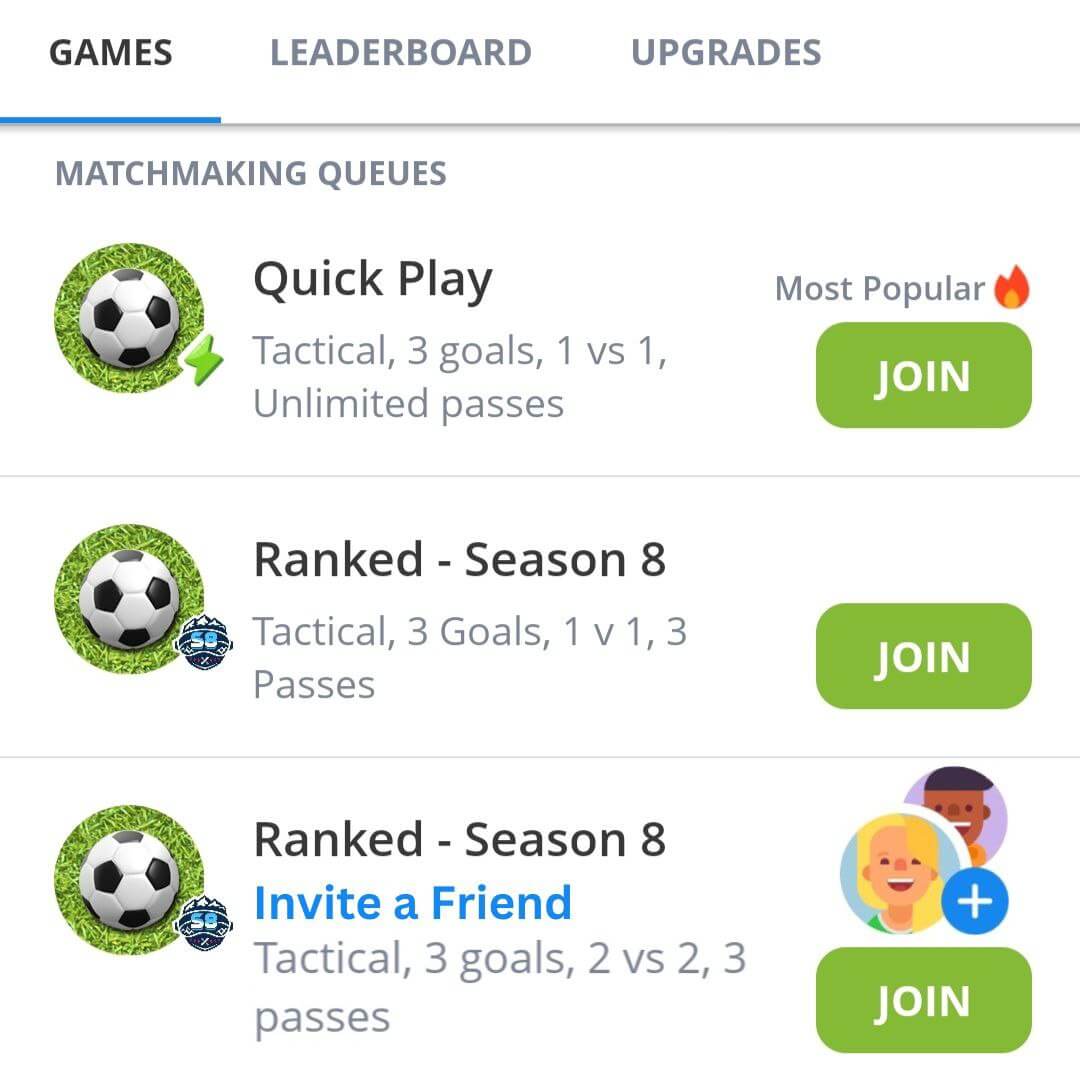 GAMES LEADERBOARD UPGRADES
MATCHMAKING QUEUES
Quick Play
Most Popular
Tactical, 3 goals, 1 vs 1,
Unlimited passes
JOIN
Ranked - Season 8
S8
Tactical, 3 Goals, 1 v 1, 3
Passes
JOIN
Ranked - Season 8
Invite a Friend
S8
Tactical, 3 goals, 2 vs 2, 3
passes
JOIN